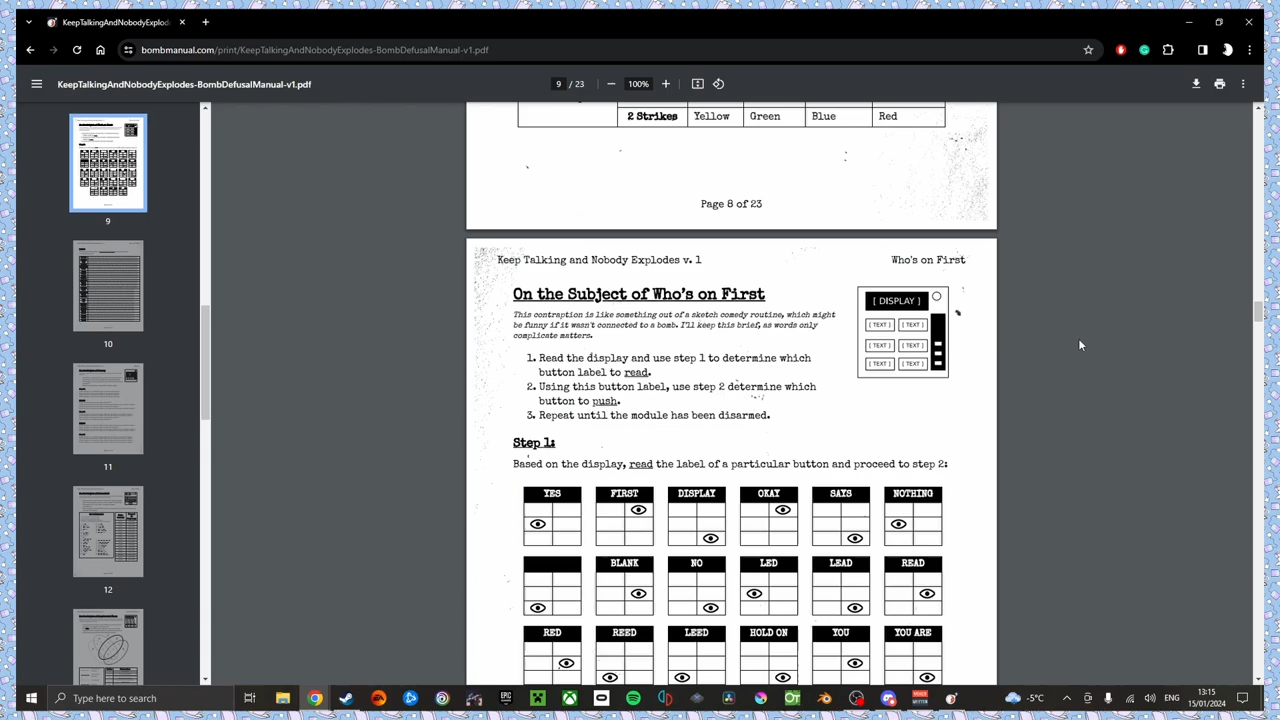 KeepTalkingAndNobodyExplod
bombmanual.com/print/KeepTalkingAndNobodyExplodes-BombDefusalManual-v1.pdf
KeepTalkingAndNobodyExplodes-BombDefusalManual-v1.pdf
9 / 23
100%
9
10
11
12
2 Strikes Yellow Green Blue Red
Page 8 of 23
Keep Talking and Nobody Explodes v. 1 Who's on First
On the Subject of Who's on First
This contraption is like something out of a sketch comedy routine, which might
be funny if it wasn't connected to a bomb. I'll keep this brief, as words only
complicate matters.
[ DISPLAY ]
[ TEXT ] [ TEXT ]
[ TEXT ] [ TEXT ]
[ TEXT ] [ TEXT ]
1. Read the display and use step 1 to determine which
button label to read.
2. Using this button label, use step 2 determine which
button to push.
3. Repeat until the module has been disarmed.
Step 1:
Based on the display, read the label of a particular button and proceed to step 2:
YES FIRST DISPLAY OKAY SAYS NOTHING
BLANK NO LED LEAD READ
RED REED LEED HOLD ON YOU YOU ARE
Type here to search
EPIC
GAMES
-5°C
ENG
13:15
15/01/2024